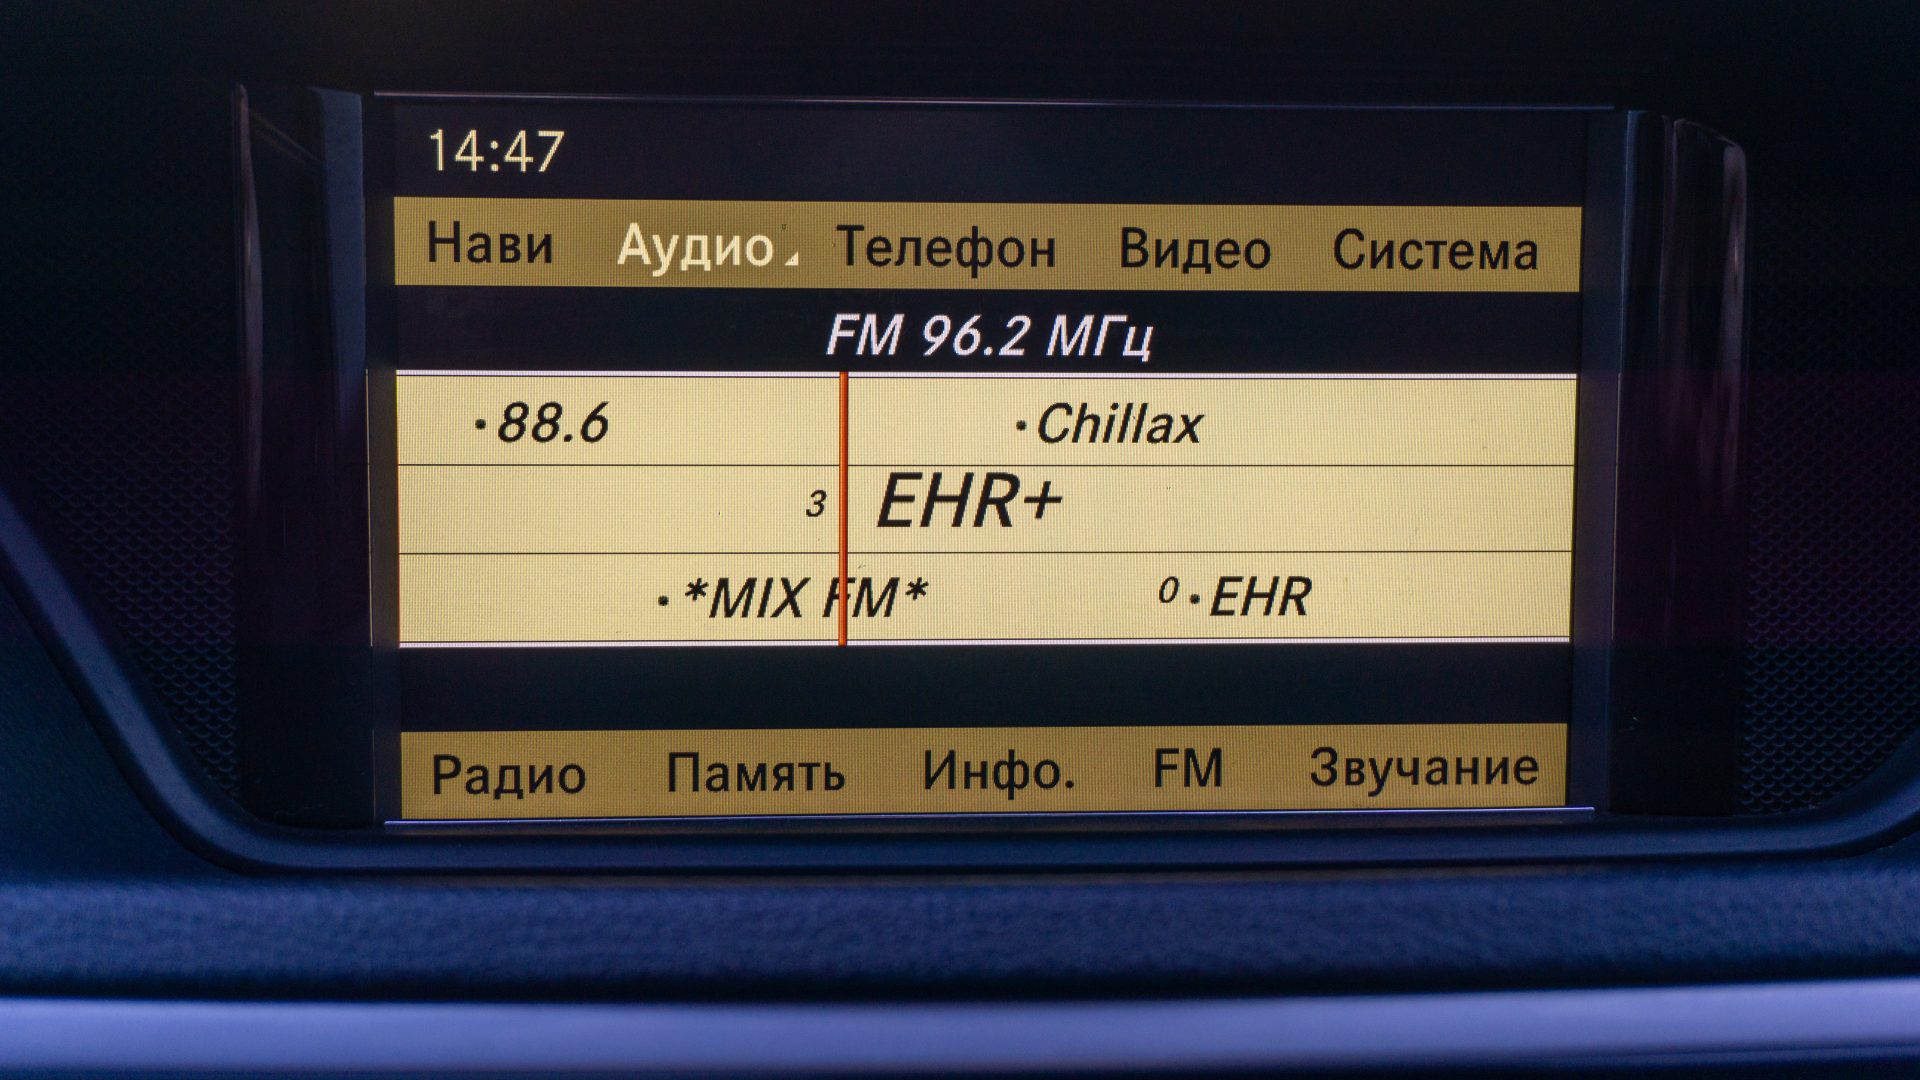 14:47
Нави Аудио Телефон Видео Система
FM 96.2 МГц
·88.6 ·Chillax
3 EHR+
·*MIX FM* 0 ·EHR
Радио Память Инфо. FM Звучание